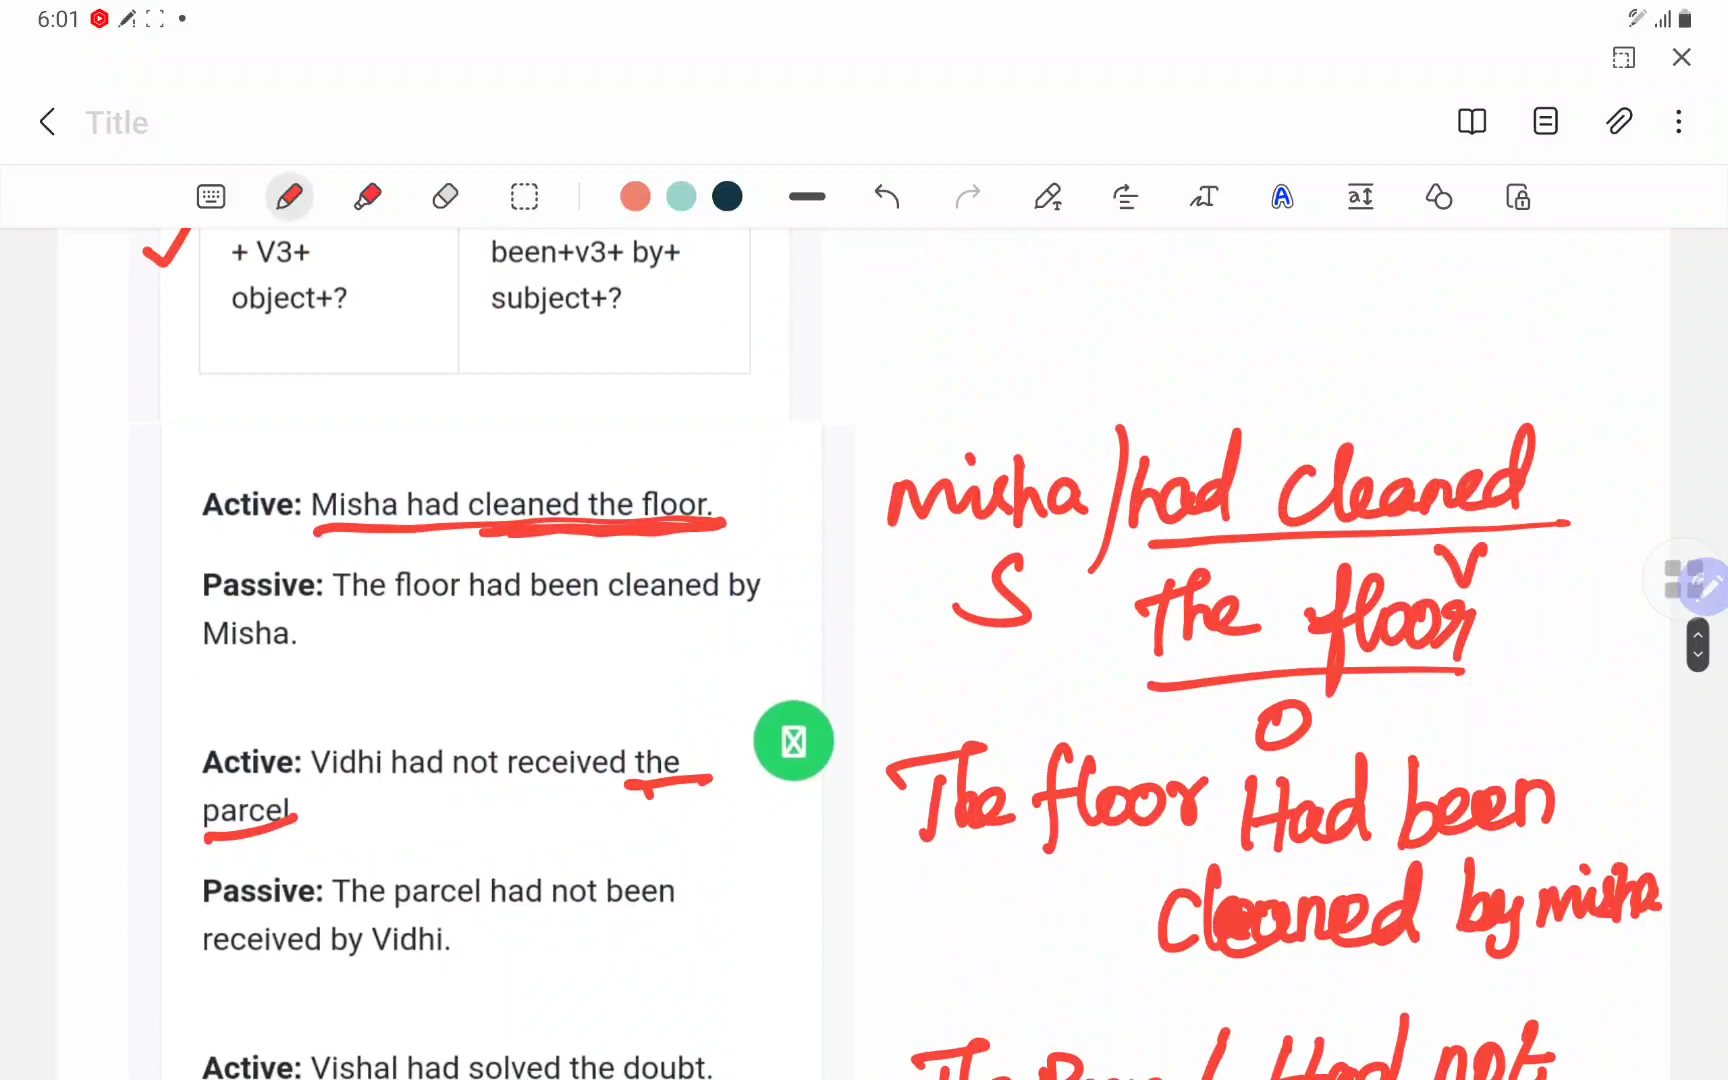 6:01
Title
+ V3+
object+?
been+v3+ by+
subject+?
Active: Misha had cleaned the floor.
Passive: The floor had been cleaned by
Misha.
Active: Vidhi had not received the
parcel
Passive: The parcel had not been
received by Vidhi.
Active: Vishal had solved the doubt.
misha / had cleaned
S
V
the floor
O
The floor Had been
cleaned by misha
Had not